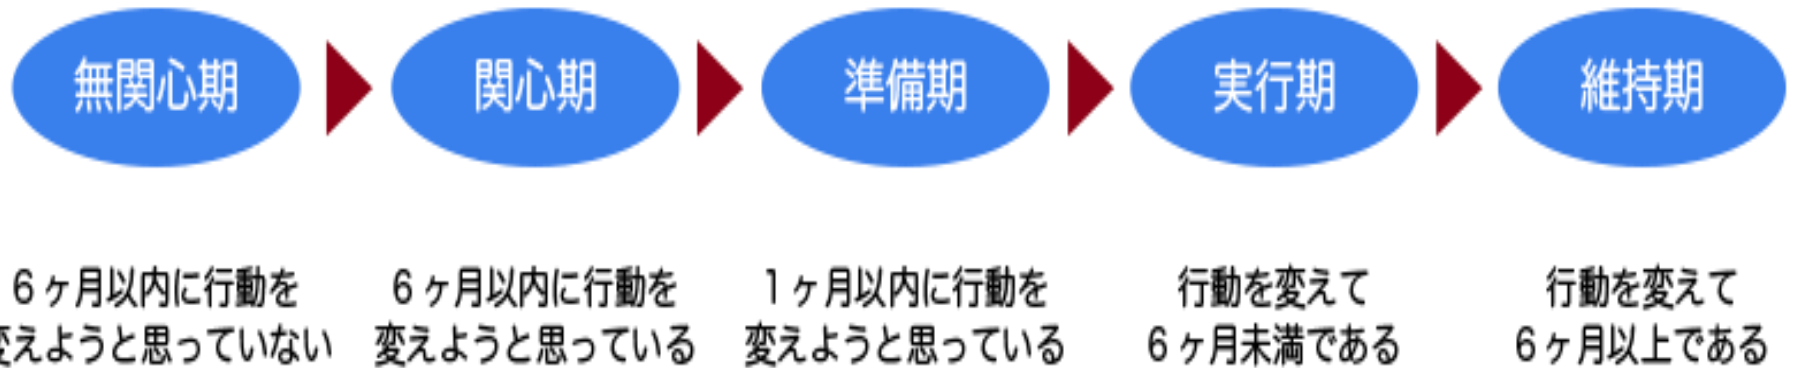 無関心期
関心期
準備期
実行期
維持期
6ヶ月以内に行動を
変えようと思っていない
6ヶ月以内に行動を
変えようと思っている
1ヶ月以内に行動を
変えようと思っている
行動を変えて
6ヶ月未満である
行動を変えて
6ヶ月以上である